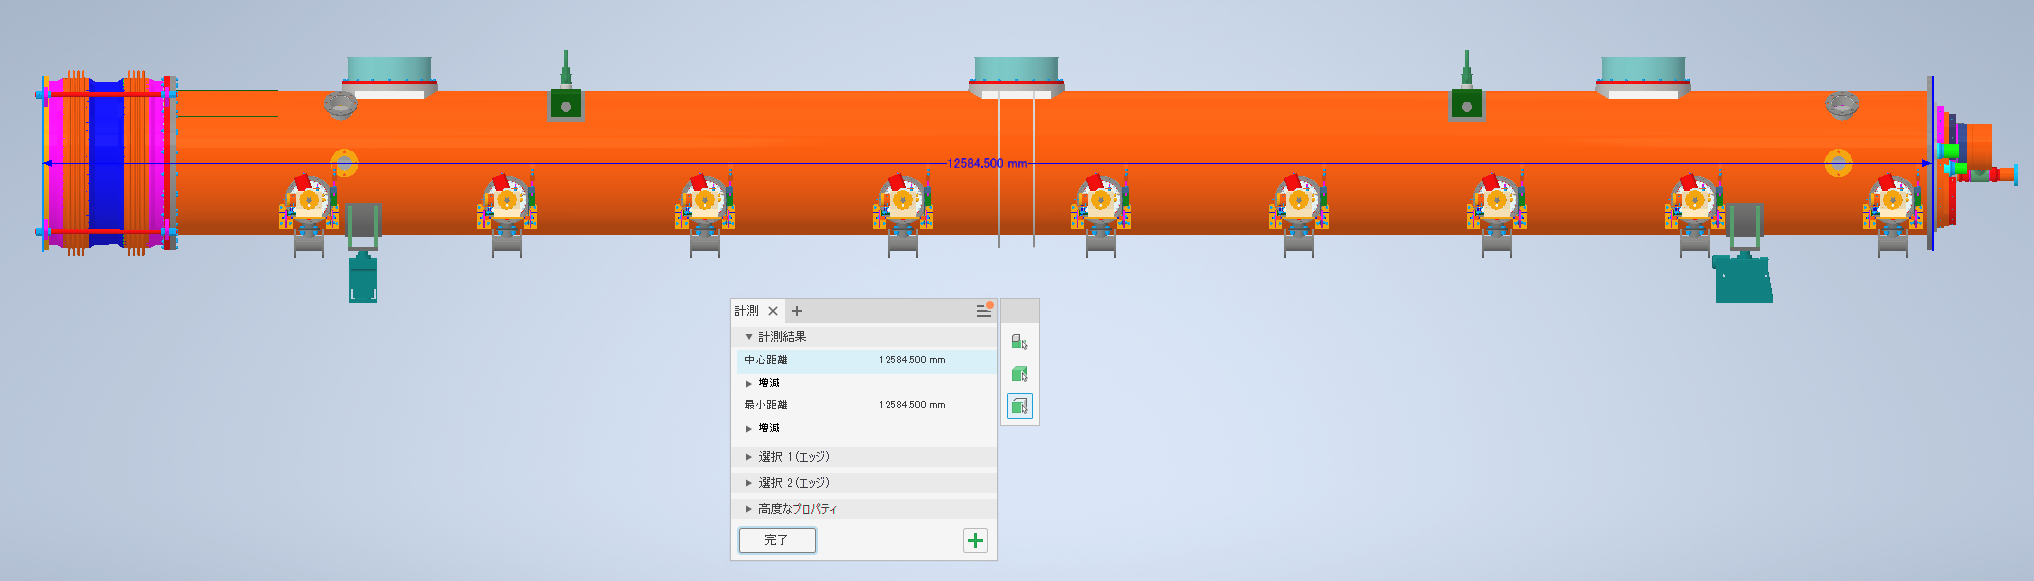 12584.500 mm
計測
計測結果
中心距離 12584.500 mm
増減
最小距離 12584.500 mm
増減
選択 1(エッジ)
選択 2(エッジ)
高度なプロパティ
完了